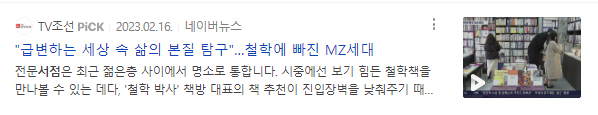 TV조선 PiCK 2023.02.16. 네이버뉴스
"급변하는 세상 속 삶의 본질 탐구"...철학에 빠진 MZ세대
전문서점은 최근 젊은층 사이에서 명소로 통합니다. 시중에선 보기 힘든 철학책을
만나볼 수 있는 데다, '철학 박사' 책방 대표의 책 추천이 진입장벽을 낮춰주기 때...